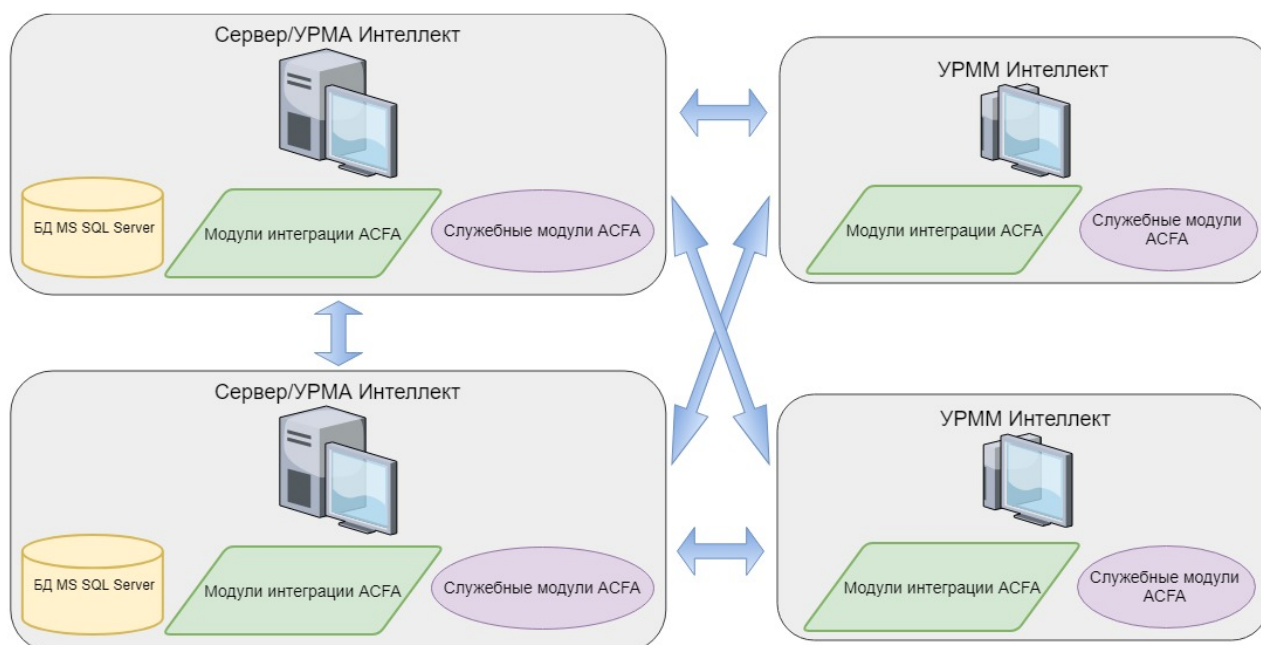 Сервер/УРМА Интеллект
БД MS SQL Server
Модули интеграции ACFA
Служебные модули ACFA
УРММ Интеллект
Модули интеграции ACFA
Служебные модули
ACFA
Сервер/УРМА Интеллект
БД MS SQL Server
Модули интеграции ACFA
Служебные модули ACFA
УРММ Интеллект
Модули интеграции ACFA
Служебные модули
ACFA